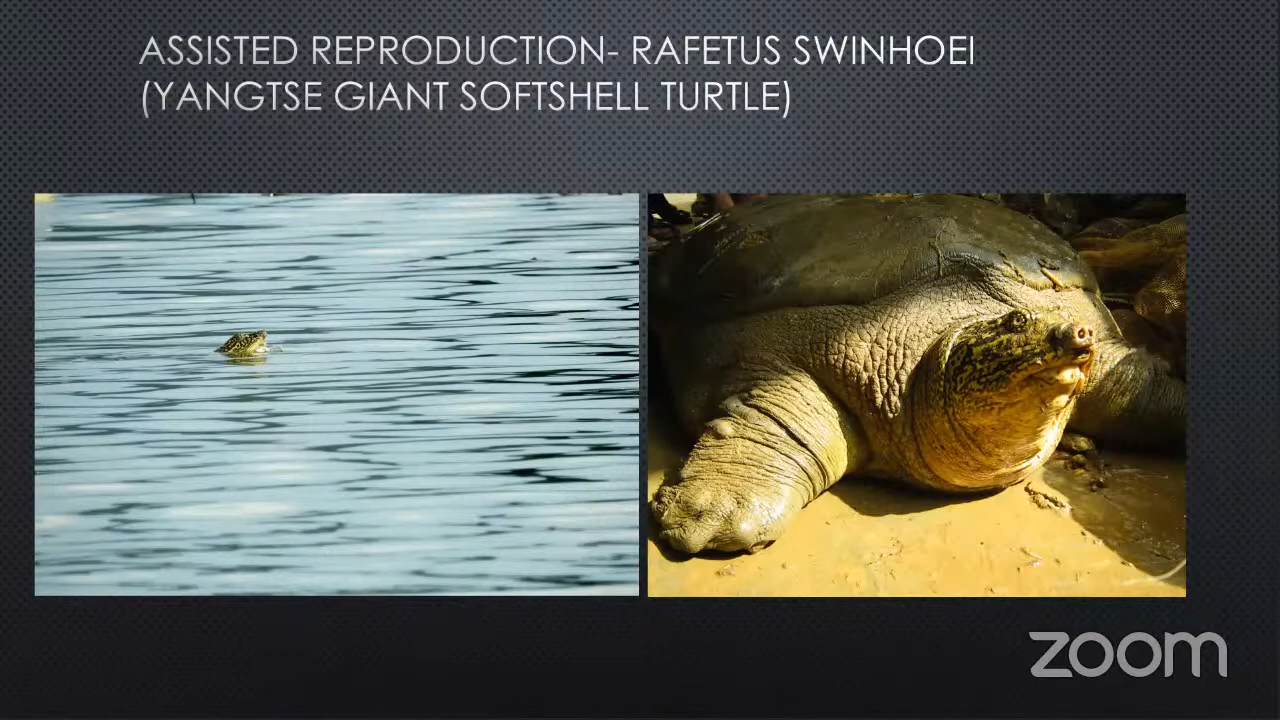 ASSISTED REPRODUCTION- RAFETUS SWINHOEI
(YANGTSE GIANT SOFTSHELL TURTLE)
zoom